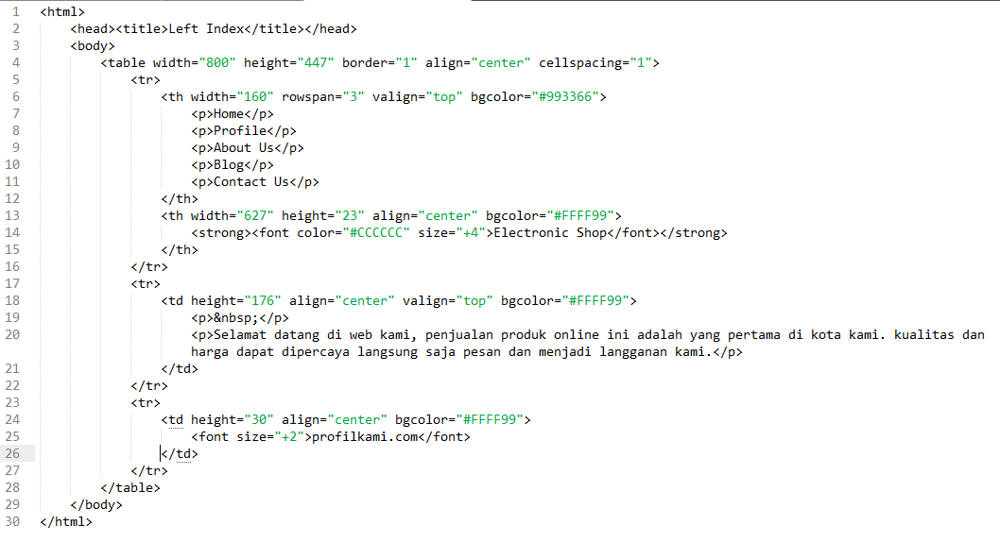 1 <html>
2 <head><title>Left Index</title></head>
3 <body>
4 <table width="800" height="447" border="1" align="center" cellspacing="1">
5 <tr>
6 <th width="160" rowspan="3" valign="top" bgcolor="#993366">
7 <p>Home</p>
8 <p>Profile</p>
9 <p>About Us</p>
10 <p>Blog</p>
11 <p>Contact Us</p>
12 </th>
13 <th width="627" height="23" align="center" bgcolor="#FFFF99">
14 <strong><font color="#CCCCCC" size="+4">Electronic Shop</font></strong>
15 </th>
16 </tr>
17 <tr>
18 <td height="176" align="center" valign="top" bgcolor="#FFFF99">
19 <p>&nbsp;</p>
20 <p>Selamat datang di web kami, penjualan produk online ini adalah yang pertama di kota kami. kualitas dan
harga dapat dipercaya langsung saja pesan dan menjadi langganan kami.</p>
21 </td>
22 </tr>
23 <tr>
24 <td height="30" align="center" bgcolor="#FFFF99">
25 <font size="+2">profilkami.com</font>
26 </td>
27 </tr>
28 </table>
29 </body>
30 </html>